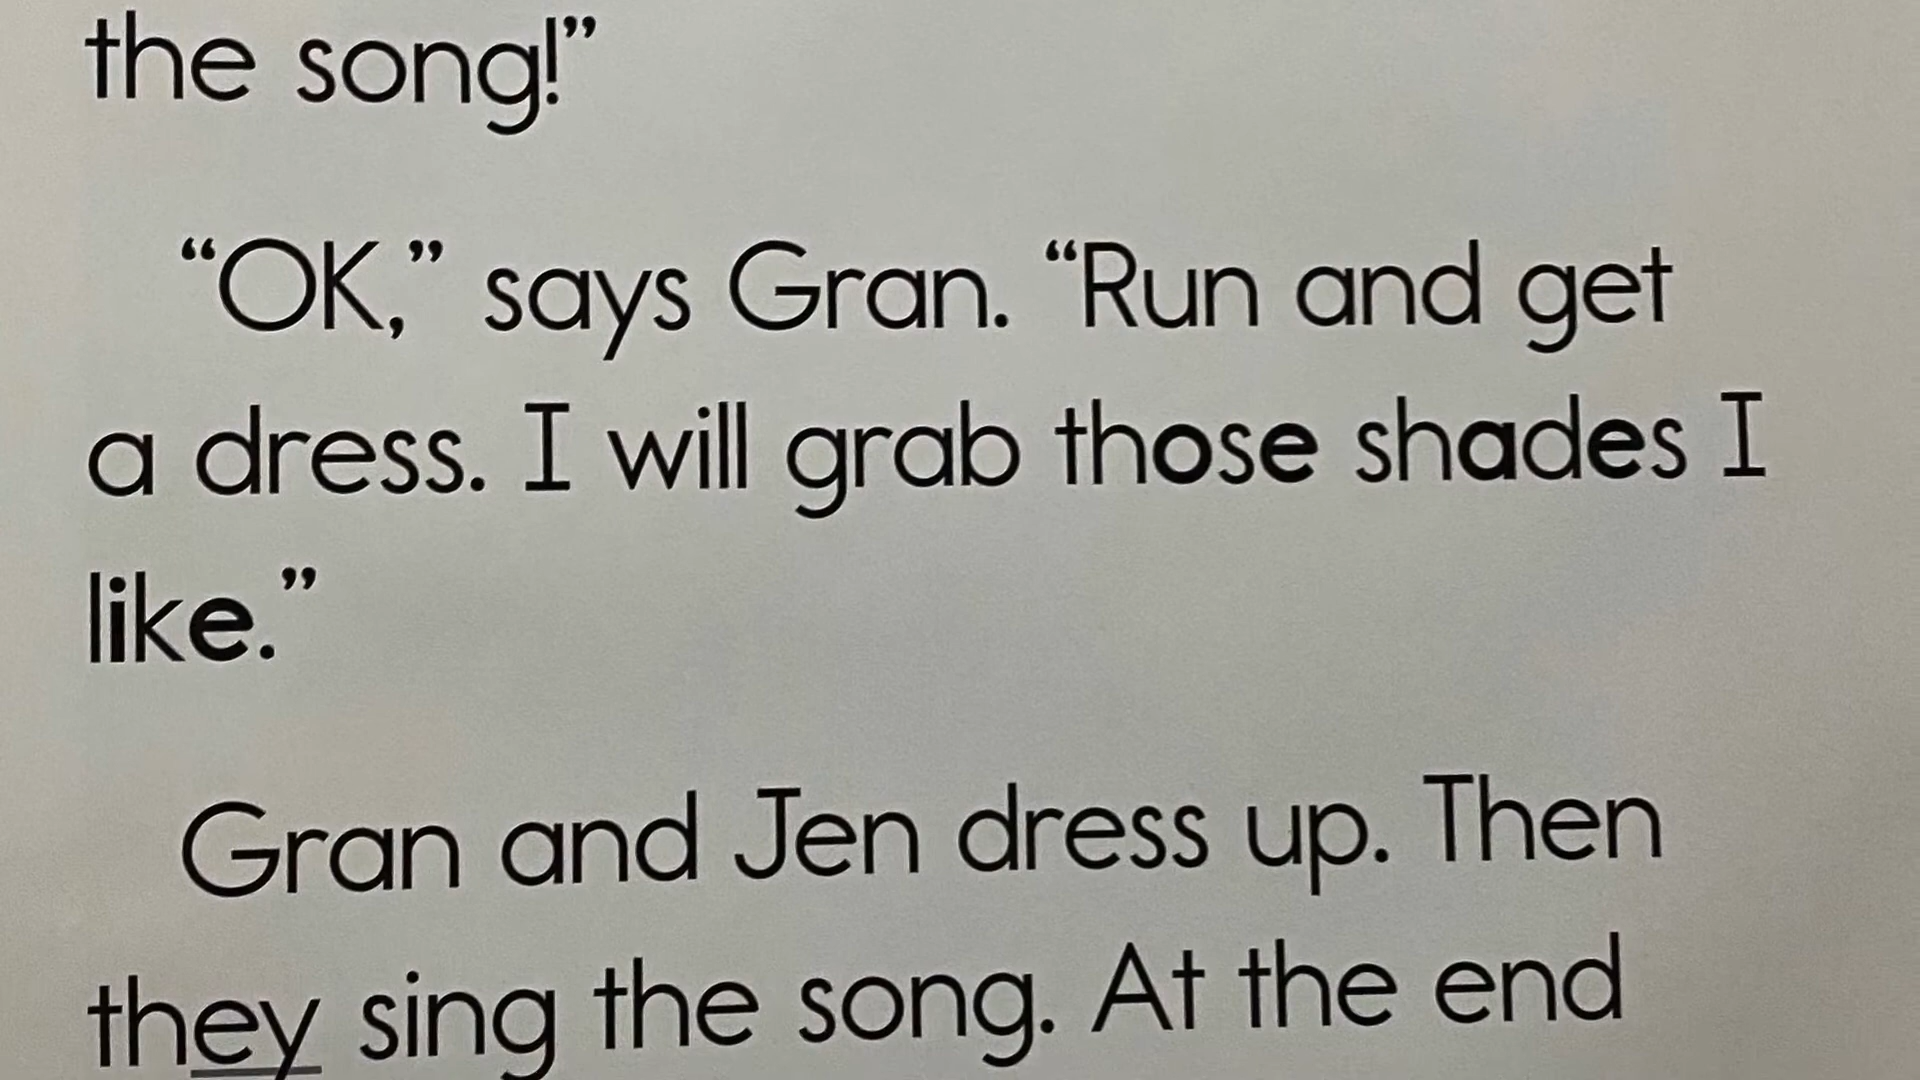 the song!”
“OK,” says Gran. “Run and get
a dress. I will grab those shades I
like.”
Gran and Jen dress up. Then
they sing the song. At the end